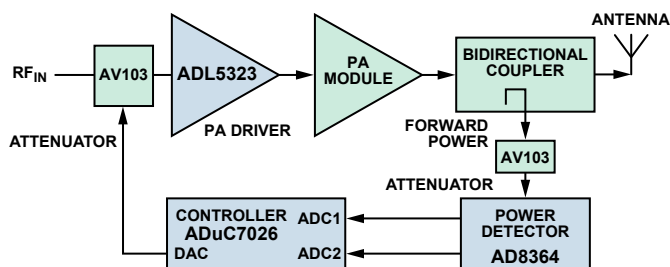 RFIN
AV103
ATTENUATOR
ADL5323
PA DRIVER
PA
MODULE
BIDIRECTIONAL
COUPLER
ANTENNA
FORWARD
POWER
AV103
ATTENUATOR
CONTROLLER
ADuC7026
DAC
ADC1
ADC2
POWER
DETECTOR
AD8364